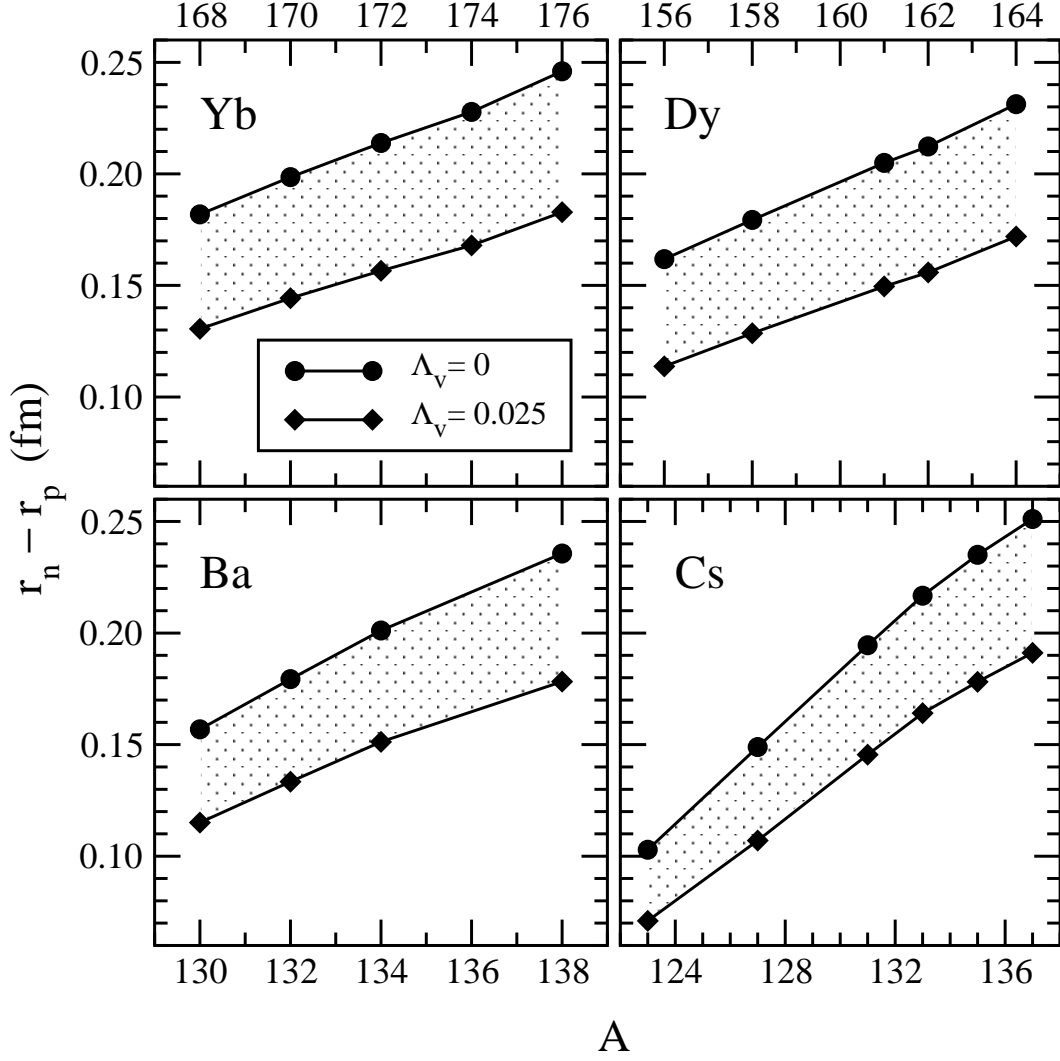 168 170 172 174 176 156 158 160 162 164
0.25
Yb Dy
0.20
0.15
Λv= 0
0.10
Λv= 0.025
rn − rp (fm)
0.25
Ba Cs
0.20
0.15
0.10
130 132 134 136 138 124 128 132 136
A